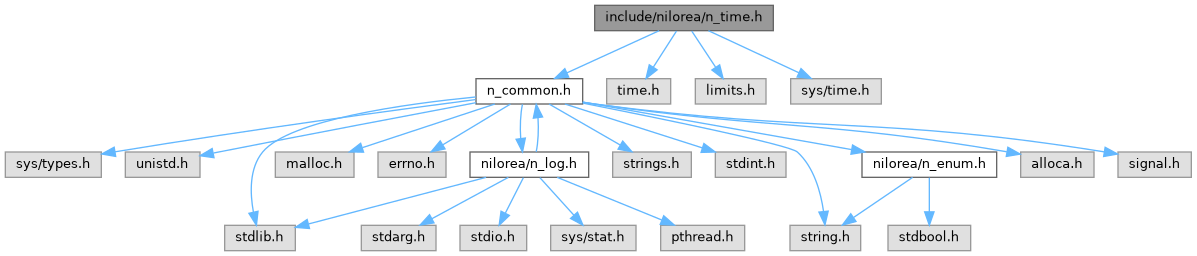 include/nilorea/n_time.h
n_common.h
time.h
limits.h
sys/time.h
sys/types.h
unistd.h
malloc.h
errno.h
nilorea/n_log.h
strings.h
stdint.h
nilorea/n_enum.h
alloca.h
signal.h
stdlib.h
stdarg.h
stdio.h
sys/stat.h
pthread.h
string.h
stdbool.h